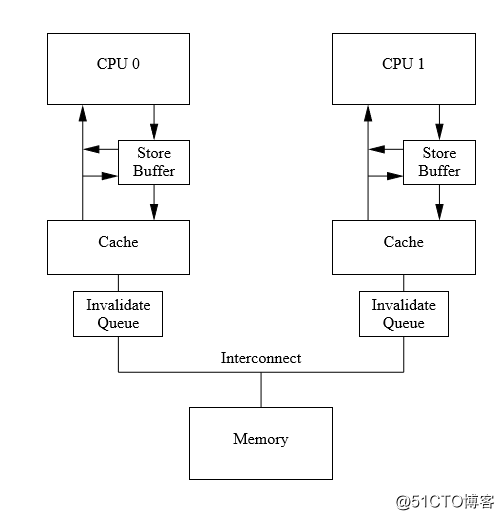 CPU 0
CPU 1
Store
Buffer
Store
Buffer
Cache
Cache
Invalidate
Queue
Invalidate
Queue
Interconnect
Memory
@51CTO博客